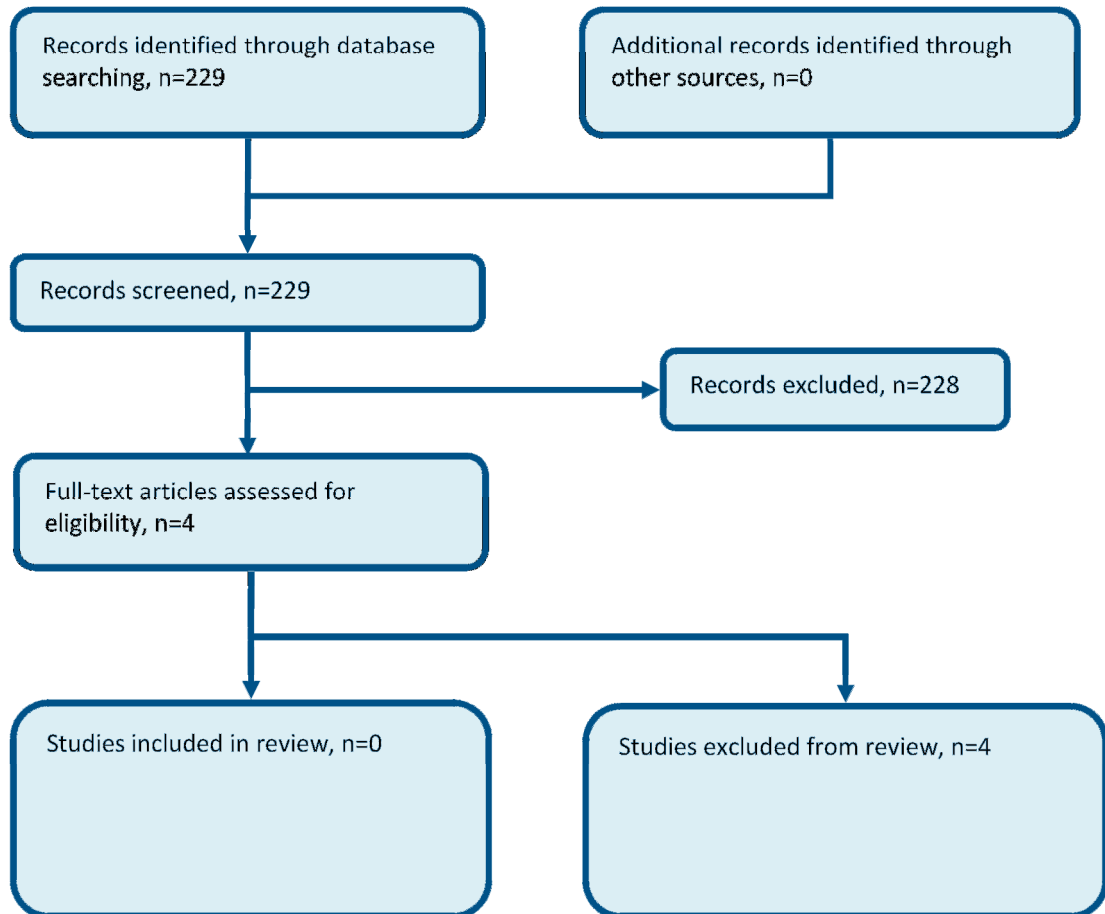 Records identified through database
searching, n=229
Additional records identified through
other sources, n=0
Records screened, n=229
Records excluded, n=228
Full-text articles assessed for
eligibility, n=4
Studies included in review, n=0
Studies excluded from review, n=4